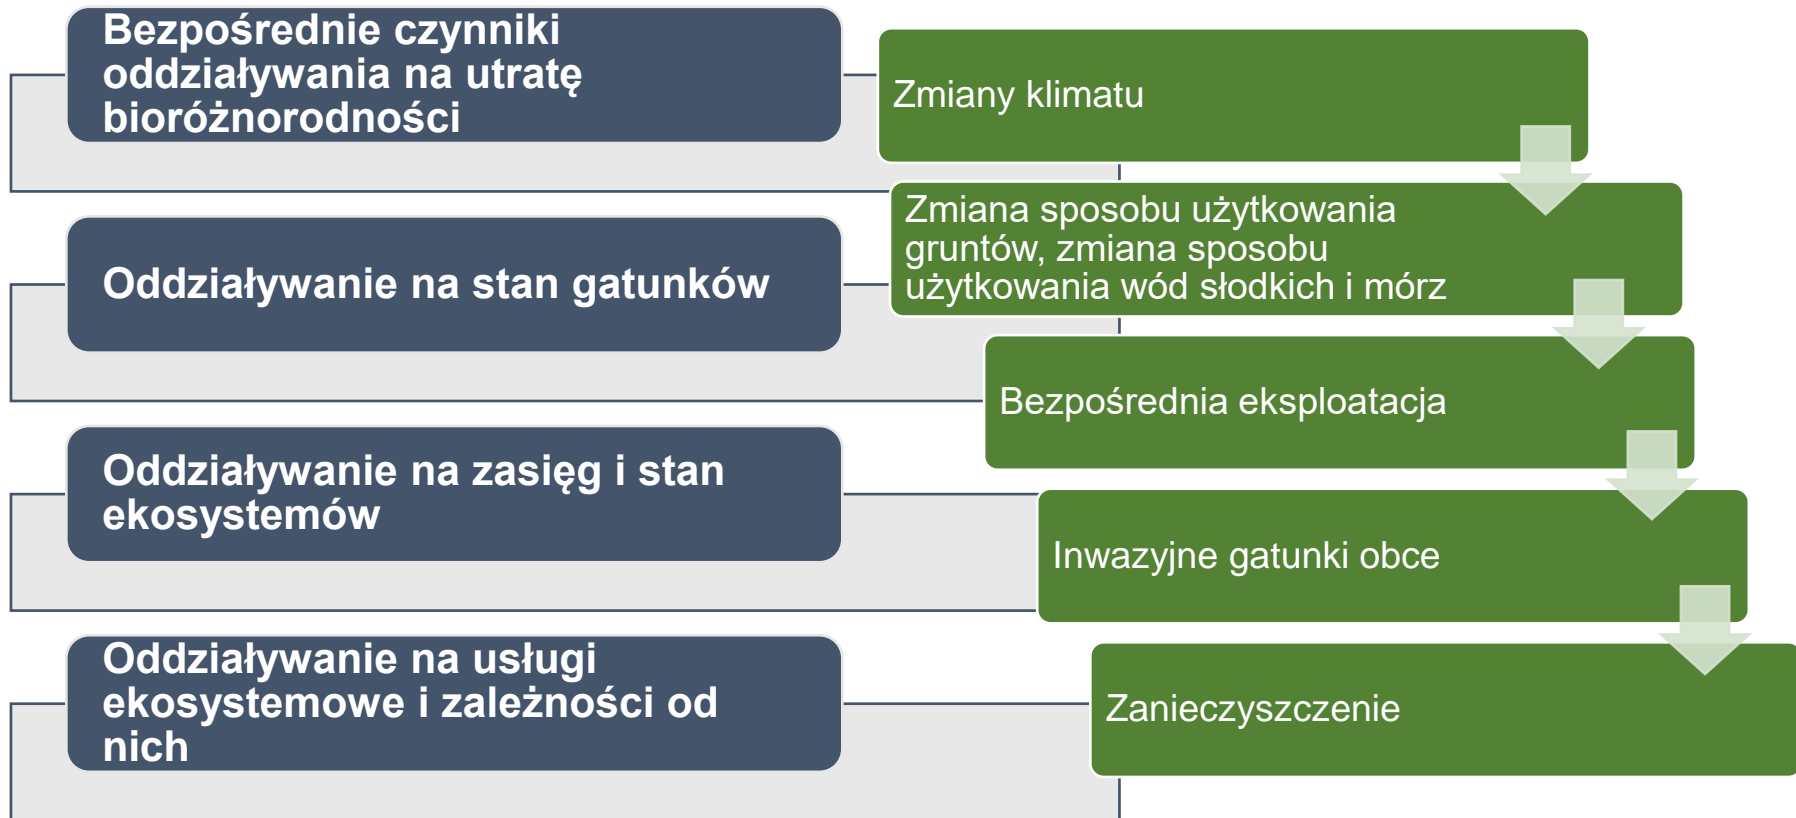 Bezpośrednie czynniki
oddziaływania na utratę
bioróżnorodności
Oddziaływanie na stan gatunków
Oddziaływanie na zasięg i stan
ekosystemów
Oddziaływanie na usługi
ekosystemowe i zależności od
nich
Zmiany klimatu
Zmiana sposobu użytkowania
gruntów, zmiana sposobu
użytkowania wód słodkich i mórz
Bezpośrednia eksploatacja
Inwazyjne gatunki obce
Zanieczyszczenie